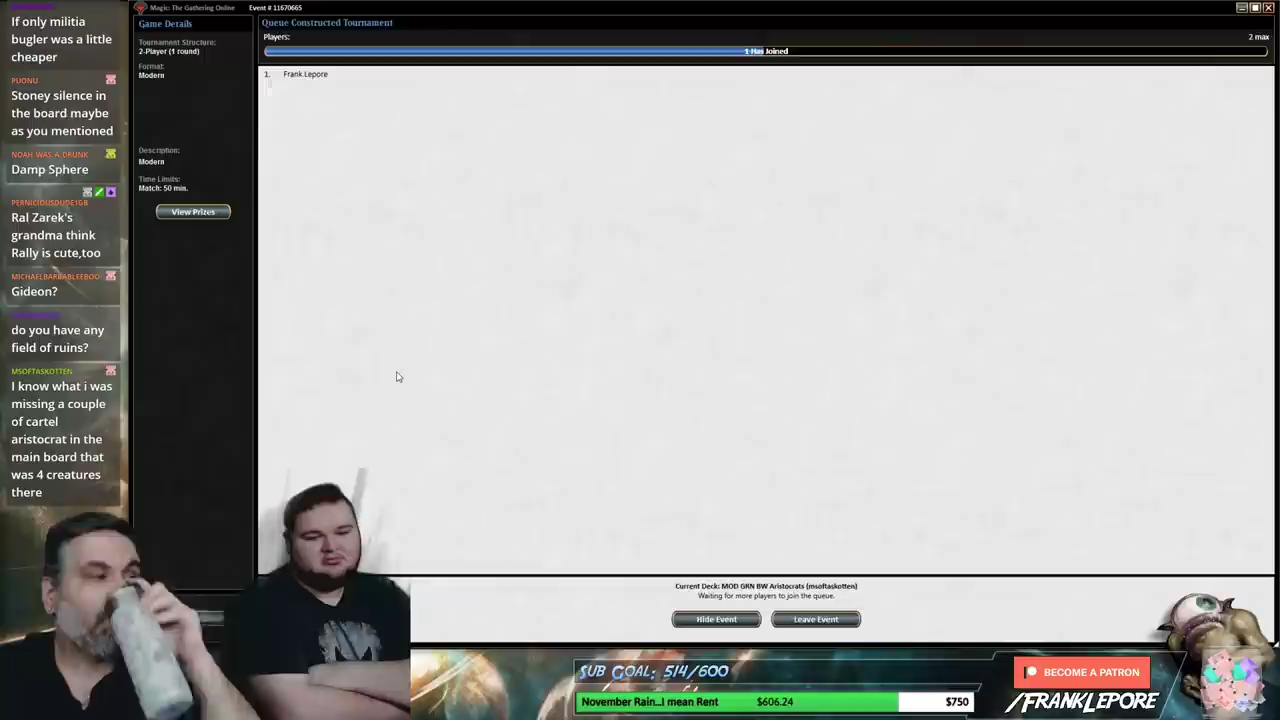 If only militia
bugler was a little
cheaper
PUONU
Stoney silence in
the board maybe
as you mentioned
NOAH WAS A DRUNK
Damp Sphere
PERNICIOUSDUDE1GB
Ral Zarek's
grandma think
Rally is cute,too
MICHAELBARBABLEEBOO
Gideon?
do you have any
field of ruins?
MSOFTASKOTTEN
I know what i was
missing a couple
of cartel
aristocrat in the
main board that
was 4 creatures
there
Magic: The Gathering Online
Event # 11670665
Game Details
Tournament Structure:
2-Player (1 round)
Format:
Modern
Description:
Modern
Time Limits:
Match: 50 min.
View Prizes
Queue Constructed Tournament
Players:
2 max
1 Has Joined
1. Frank Lepore
Current Deck: MOD GRN BW Aristocrats (msoftaskotten)
Waiting for more players to join the queue.
Hide Event
Leave Event
SUB GOAL: 514/600
November Rain...I mean Rent $606.24 $750
BECOME A PATRON
/FRANKLEPORE